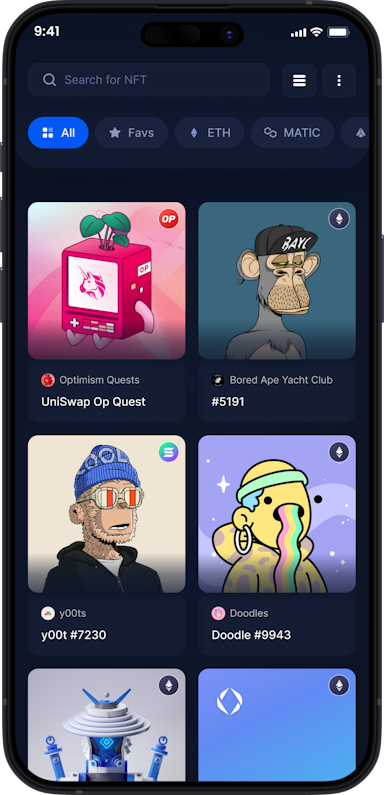 9:41
Search for NFT
All
Favs
ETH
MATIC
OP
OP
BAYC
Optimism Quests
Bored Ape Yacht Club
UniSwap Op Quest
#5191
COOL
y00ts
Doodles
y00t #7230
Doodle #9943